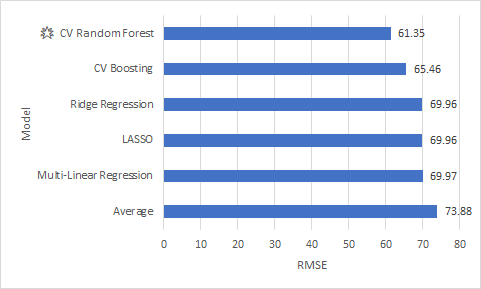 CV Random Forest 61.35
CV Boosting 65.46
Ridge Regression 69.96
LASSO 69.96
Multi-Linear Regression 69.97
Average 73.88
Model
0 10 20 30 40 50 60 70 80
RMSE